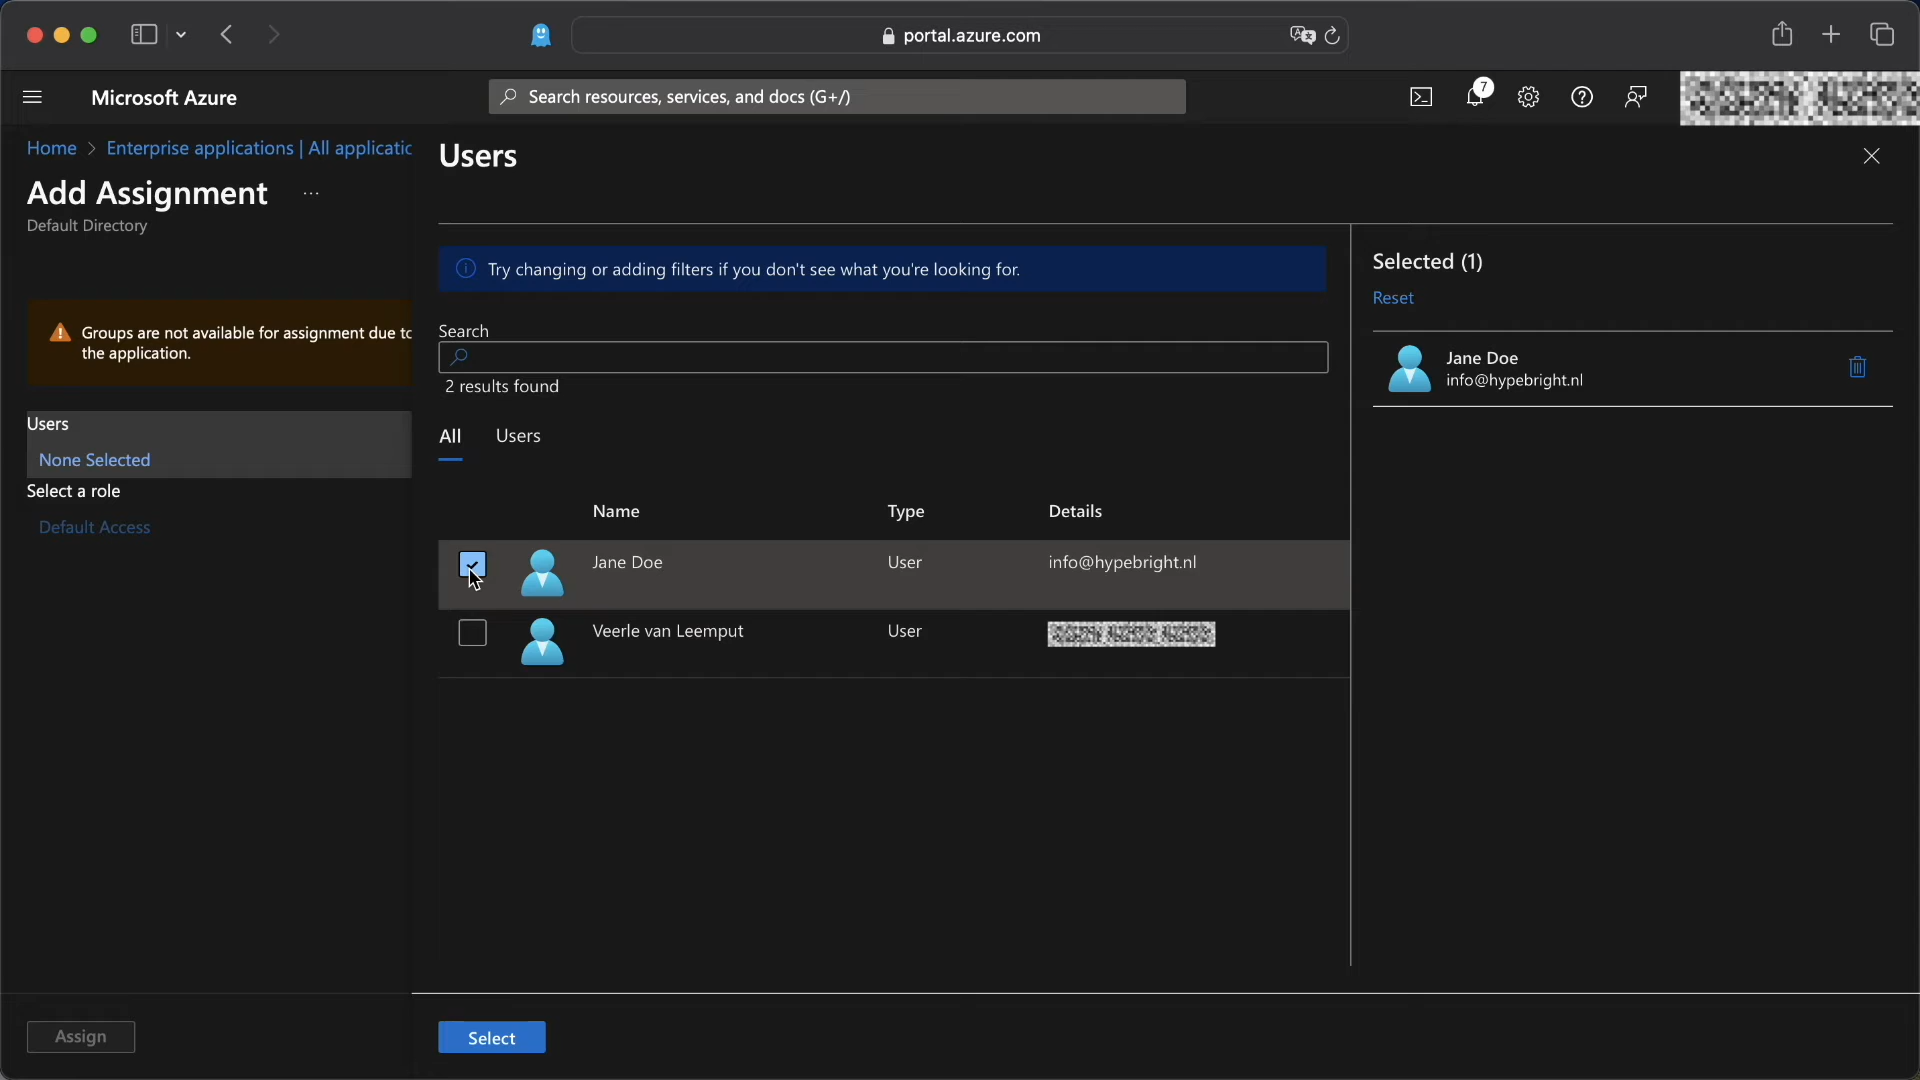 portal.azure.com
Microsoft Azure
Search resources, services, and docs (G+/)
7
Home > Enterprise applications | All applicatic
Add Assignment ...
Default Directory
Groups are not available for assignment due to
the application.
Users
None Selected
Select a role
Default Access
Assign
Users
Try changing or adding filters if you don't see what you're looking for.
Search
2 results found
All Users
Name Type Details
Jane Doe User info@hypebright.nl
Veerle van Leemput User
Select
Selected (1)
Reset
Jane Doe
info@hypebright.nl